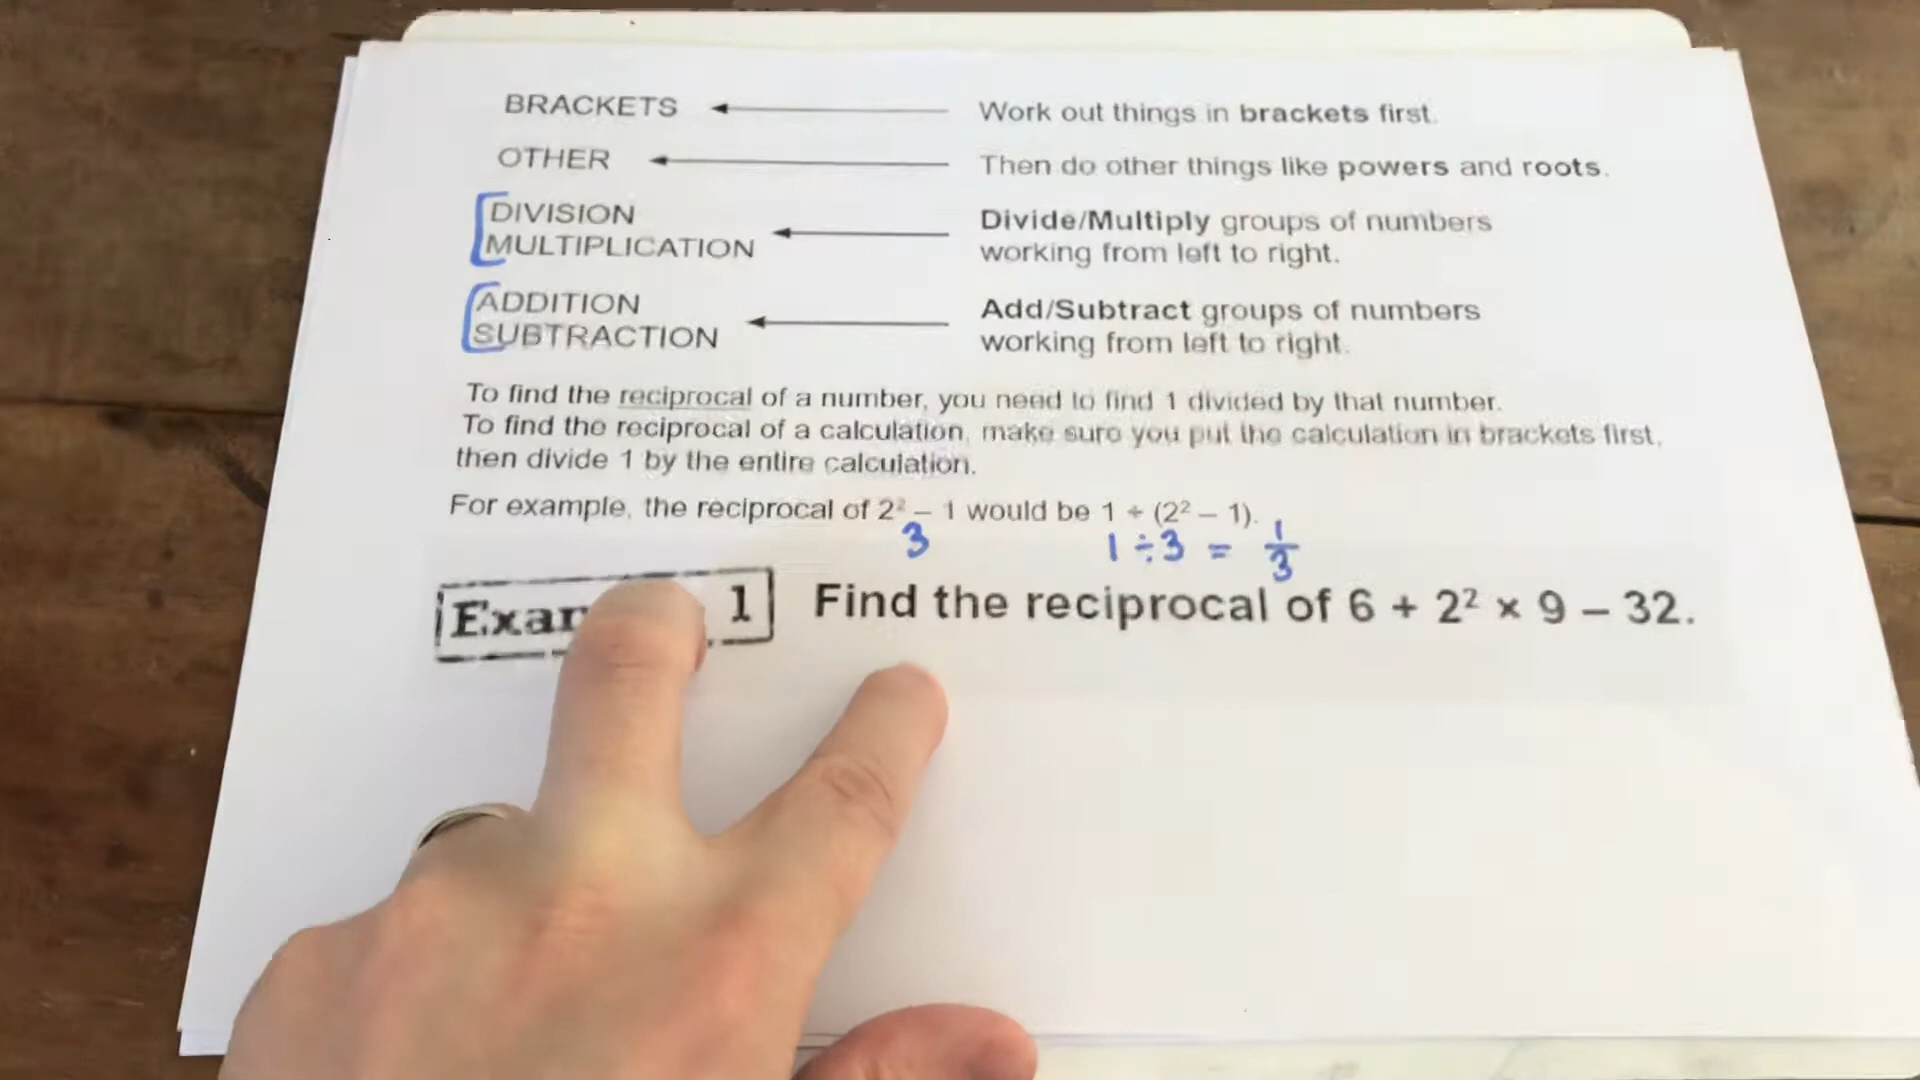 BRACKETS Work out things in brackets first.
OTHER Then do other things like powers and roots.
DIVISION Divide/Multiply groups of numbers
MULTIPLICATION working from left to right.
ADDITION Add/Subtract groups of numbers
SUBTRACTION working from left to right.
To find the reciprocal of a number, you need to find 1 divided by that number.
To find the reciprocal of a calculation, make sure you put the calculation in brackets first,
then divide 1 by the entire calculation.
For example, the reciprocal of 2² – 1 would be 1 ÷ (2² – 1).
3 1 ÷ 3 = 1/3
1 Find the reciprocal of 6 + 2² × 9 – 32.